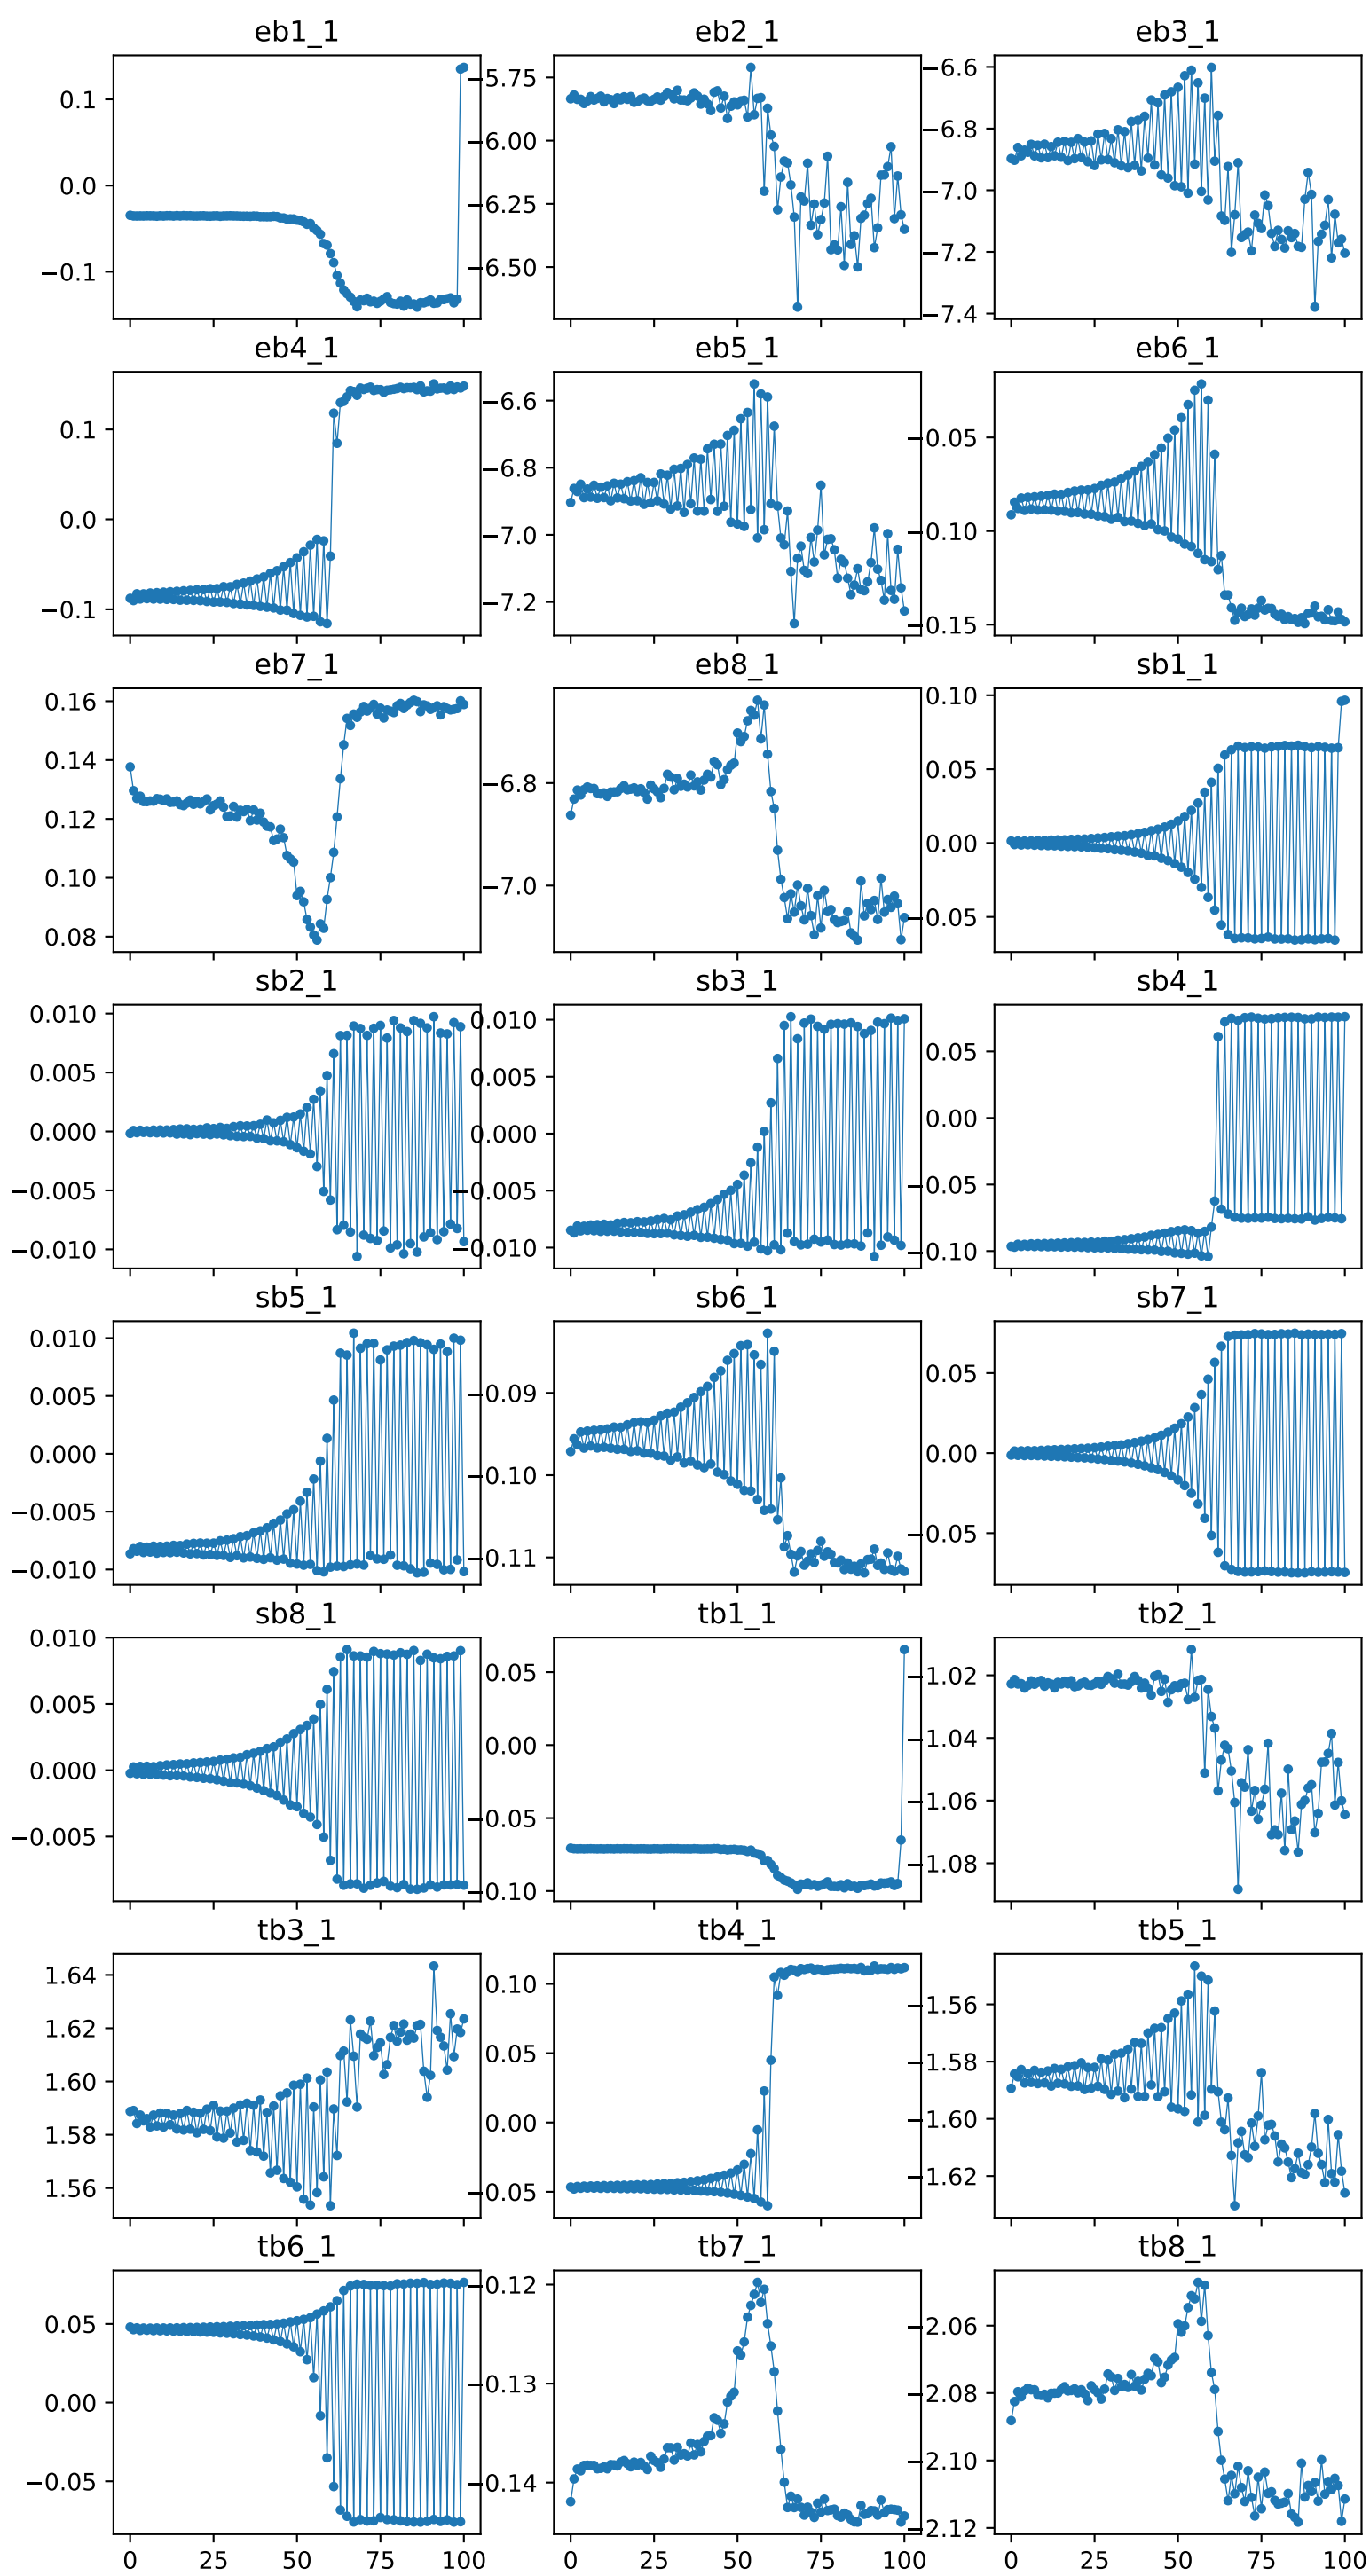 eb1_1 eb2_1 eb3_1
0.1 0.0 −0.1
−5.75 −6.00 −6.25 −6.50
−6.6 −6.8 −7.0 −7.2 −7.4
eb4_1 eb5_1 eb6_1
0.1 0.0 −0.1
−6.6 −6.8 −7.0 −7.2
−0.05 −0.10 −0.15
eb7_1 eb8_1 sb1_1
0.16 0.14 0.12 0.10 0.08
−6.8 −7.0
0.10 0.05 0.00 −0.05
sb2_1 sb3_1 sb4_1
0.010 0.005 0.000 −0.005 −0.010
0.010 0.005 0.000 −0.005 −0.010
0.05 0.00 −0.05 −0.10
sb5_1 sb6_1 sb7_1
0.010 0.005 0.000 −0.005 −0.010
−0.09 −0.10 −0.11
0.05 0.00 −0.05
sb8_1 tb1_1 tb2_1
0.010 0.005 0.000 −0.005
0.05 0.00 −0.05 −0.10
−1.02 −1.04 −1.06 −1.08
tb3_1 tb4_1 tb5_1
1.64 1.62 1.60 1.58 1.56
0.10 0.05 0.00 −0.05
−1.56 −1.58 −1.60 −1.62
tb6_1 tb7_1 tb8_1
0.05 0.00 −0.05
−0.12 −0.13 −0.14
−2.06 −2.08 −2.10 −2.12
0 25 50 75 100 0 25 50 75 100 0 25 50 75 100